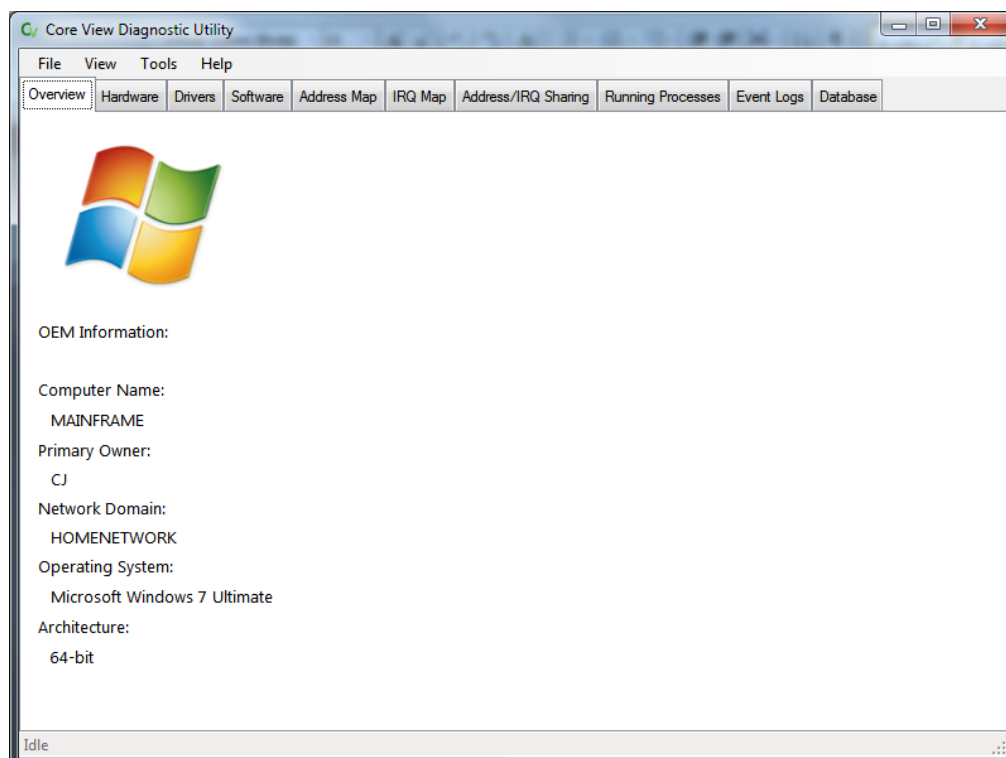 Core View Diagnostic Utility
File View Tools Help
Overview Hardware Drivers Software Address Map IRQ Map Address/IRQ Sharing Running Processes Event Logs Database
OEM Information:
Computer Name:
MAINFRAME
Primary Owner:
CJ
Network Domain:
HOMENETWORK
Operating System:
Microsoft Windows 7 Ultimate
Architecture:
64-bit
Idle